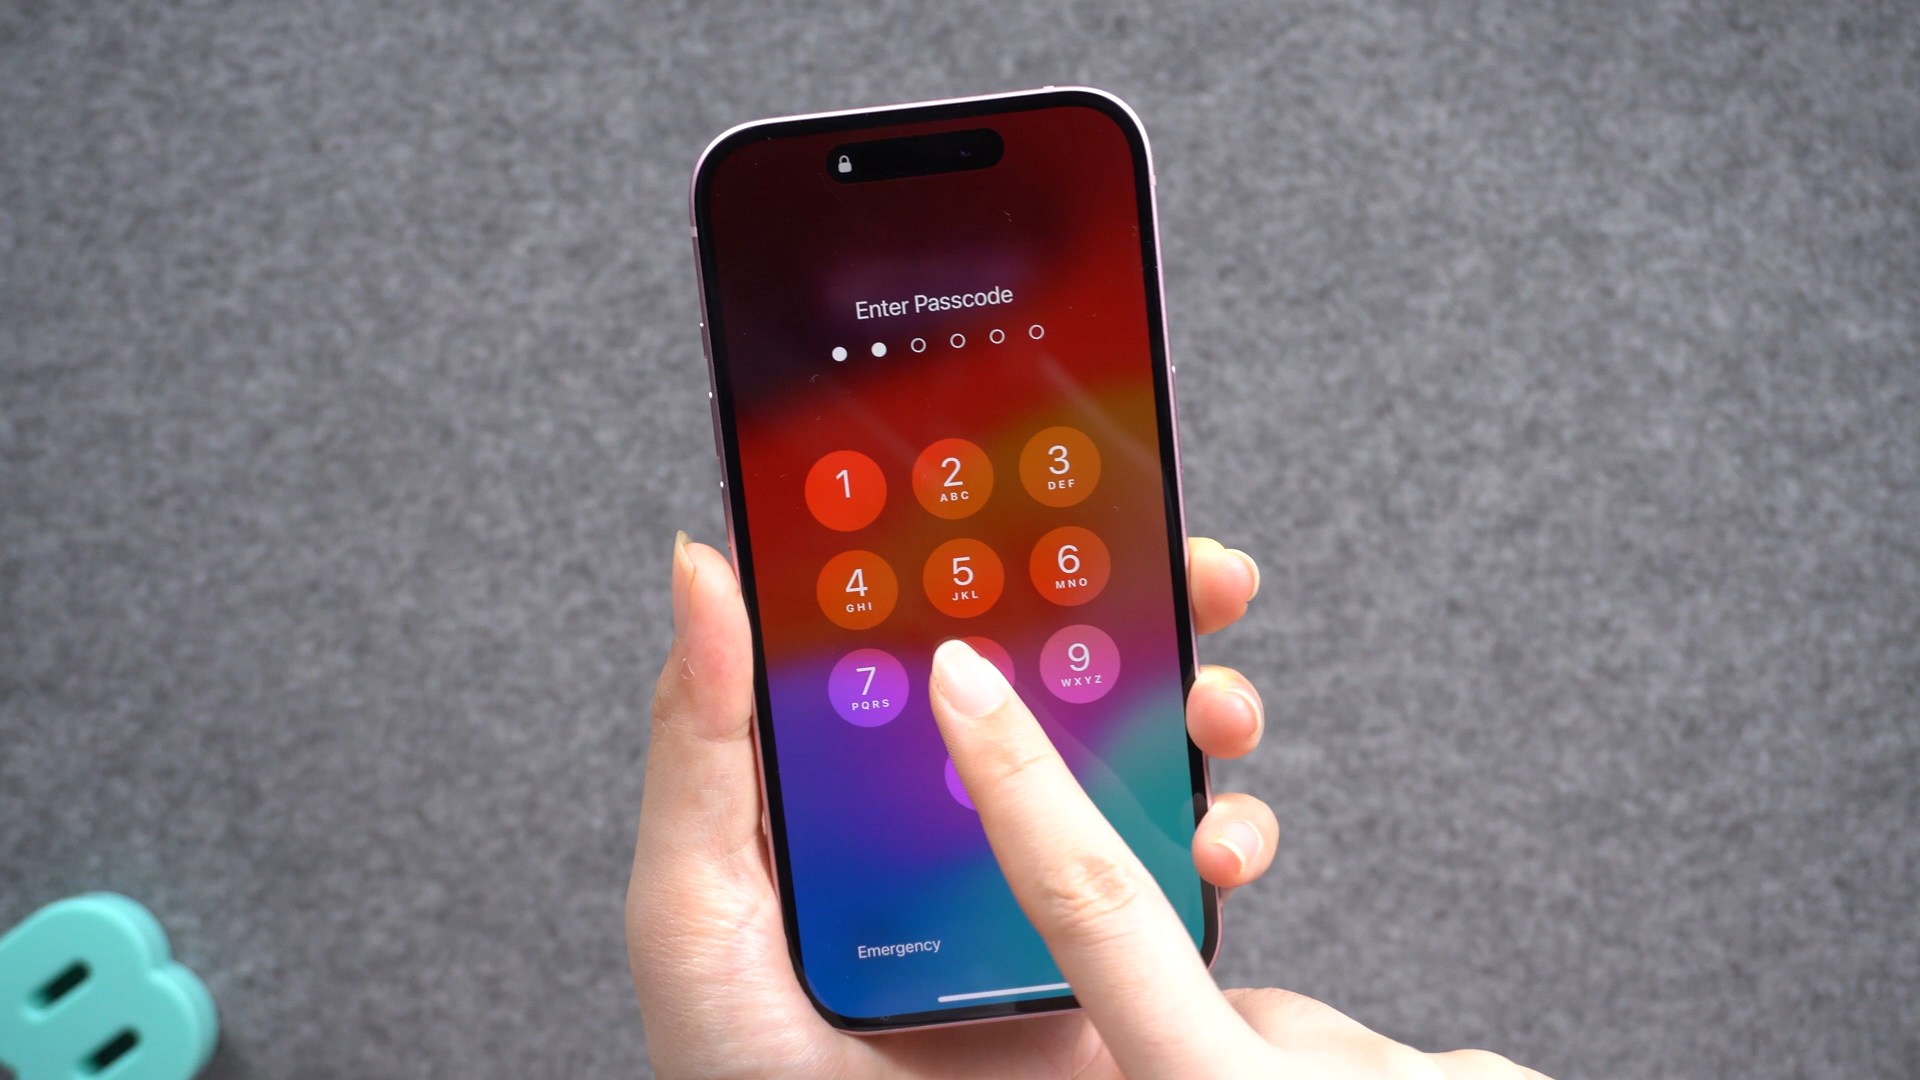 Enter Passcode
1
2
ABC
3
DEF
4
GHI
5
JKL
6
MNO
7
PQRS
9
WXYZ
Emergency